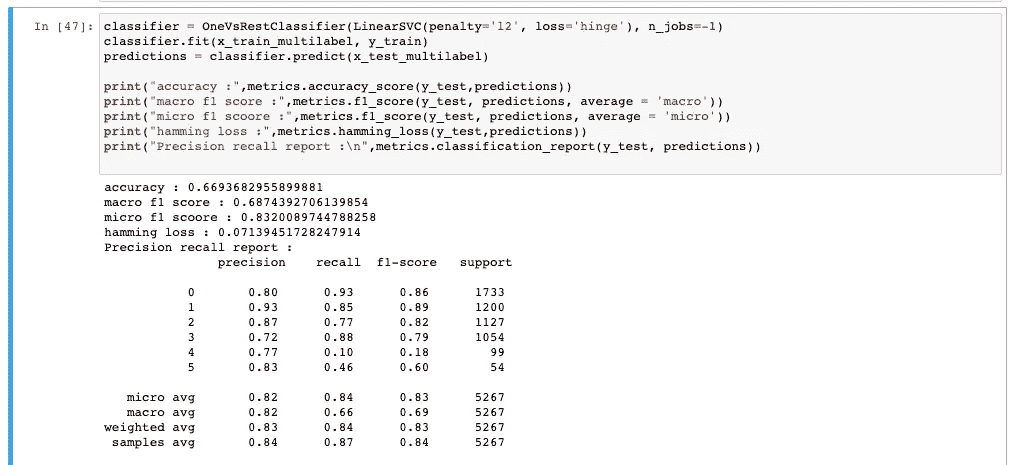 In [47]: classifier = OneVsRestClassifier(LinearSVC(penalty='l2', loss='hinge'), n_jobs=-1)
classifier.fit(x_train_multilabel, y_train)
predictions = classifier.predict(x_test_multilabel)
print("accuracy :",metrics.accuracy_score(y_test,predictions))
print("macro f1 score :",metrics.f1_score(y_test, predictions, average = 'macro'))
print("micro f1 scoore :",metrics.f1_score(y_test, predictions, average = 'micro'))
print("hamming loss :",metrics.hamming_loss(y_test,predictions))
print("Precision recall report :\n",metrics.classification_report(y_test, predictions))
accuracy : 0.6693682955899881
macro f1 score : 0.6874392706139854
micro f1 scoore : 0.8320089744788258
hamming loss : 0.07139451728247914
Precision recall report :
precision recall f1-score support
0 0.80 0.93 0.86 1733
1 0.93 0.85 0.89 1200
2 0.87 0.77 0.82 1127
3 0.72 0.88 0.79 1054
4 0.77 0.10 0.18 99
5 0.83 0.46 0.60 54
micro avg 0.82 0.84 0.83 5267
macro avg 0.82 0.66 0.69 5267
weighted avg 0.83 0.84 0.83 5267
samples avg 0.84 0.87 0.84 5267